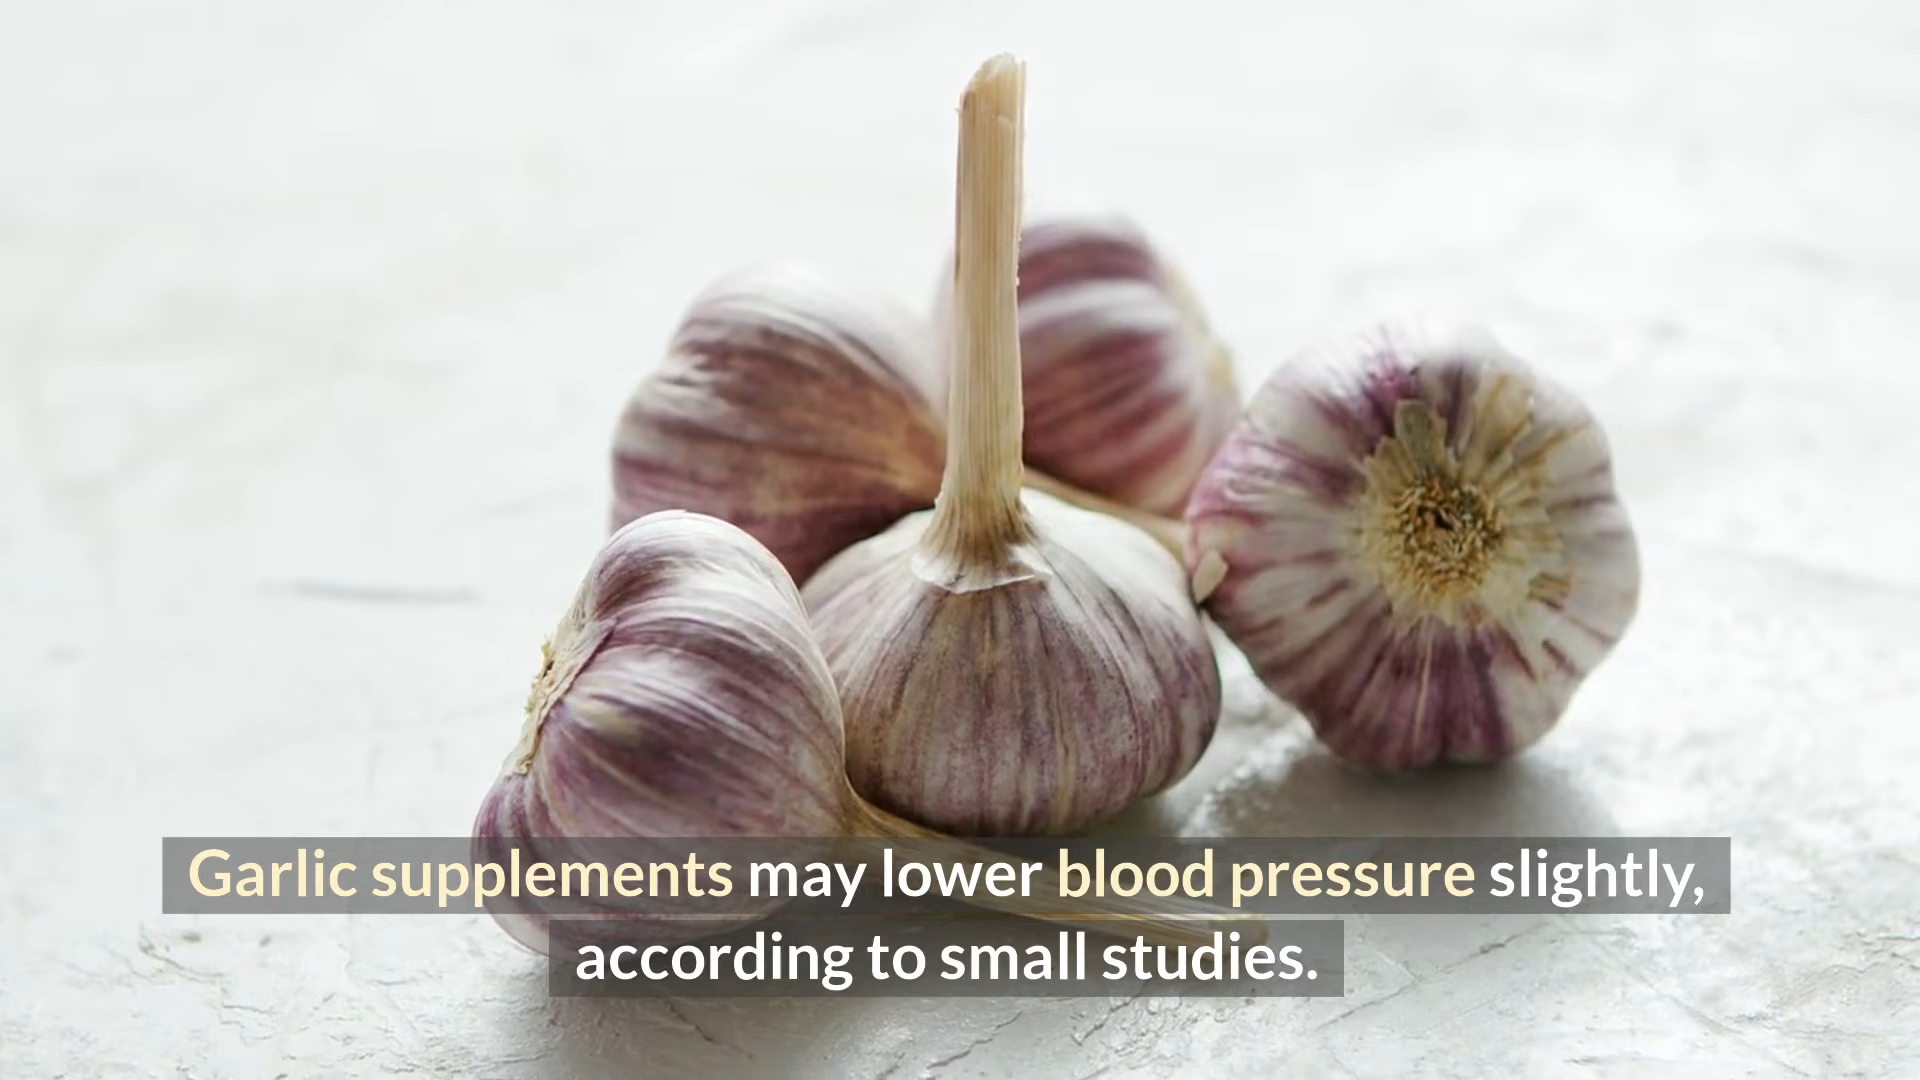 Garlic supplements may lower blood pressure slightly,
according to small studies.